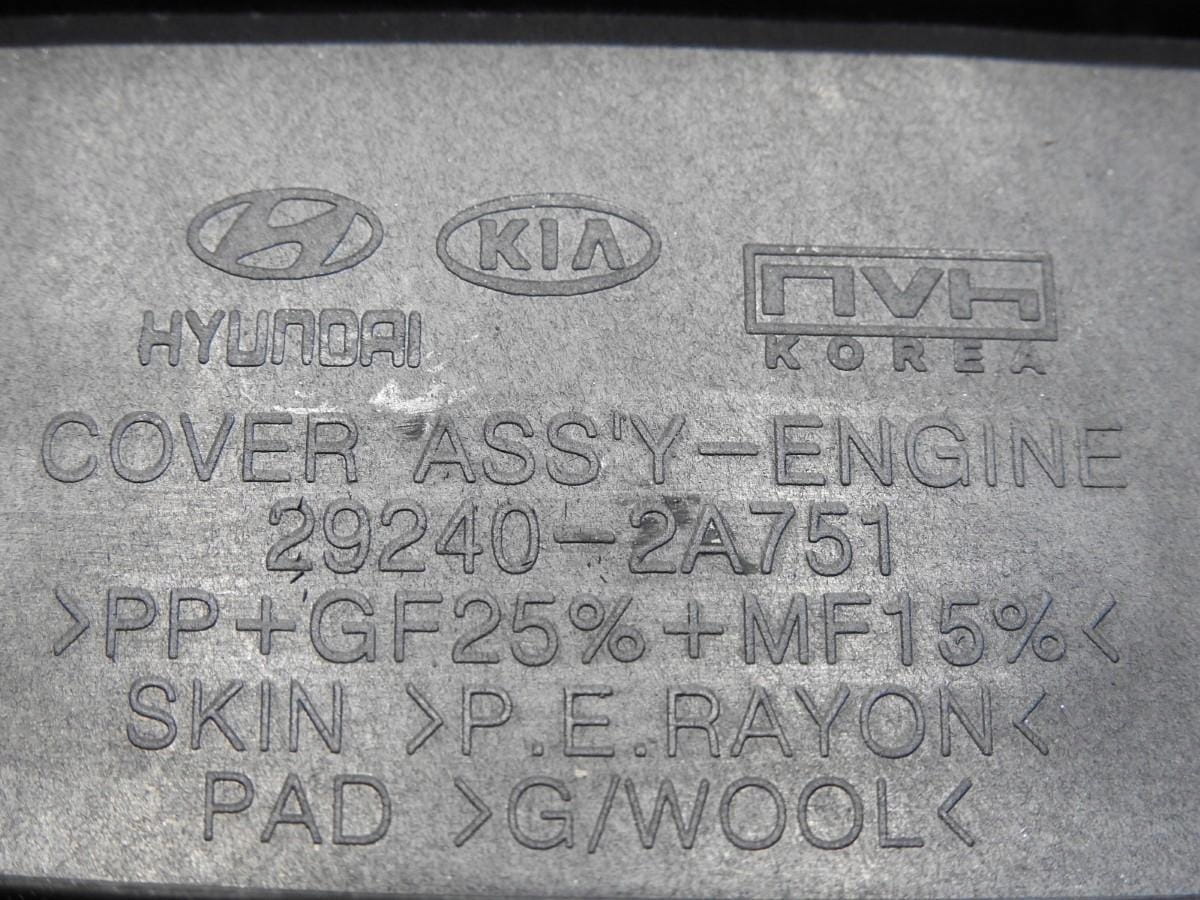 KIA
NVH
HYUNDAI
KOREA
COVER ASS'Y-ENGINE
29240-2A751
>PP+GF25%+MF15%<
SKIN >P.E.RAYON<
PAD >G/WOOL<